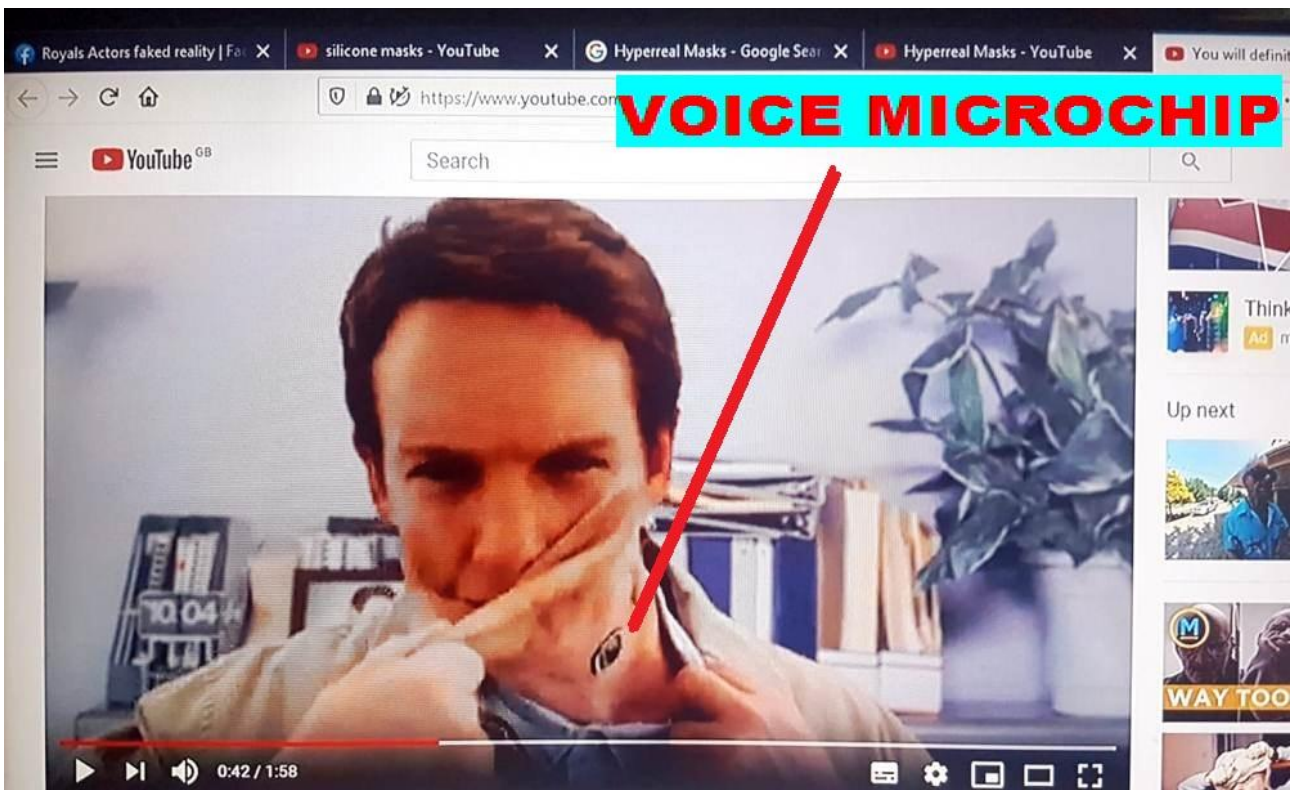 Royals Actors faked reality | Fa
silicone masks - YouTube
Hyperreal Masks - Google Sear
Hyperreal Masks - YouTube
You will definit
https://www.youtube.com
VOICE MICROCHIP
YouTube GB
Search
Think
Ad
Up next
10:04
M
WAY TOO
0:42 / 1:58